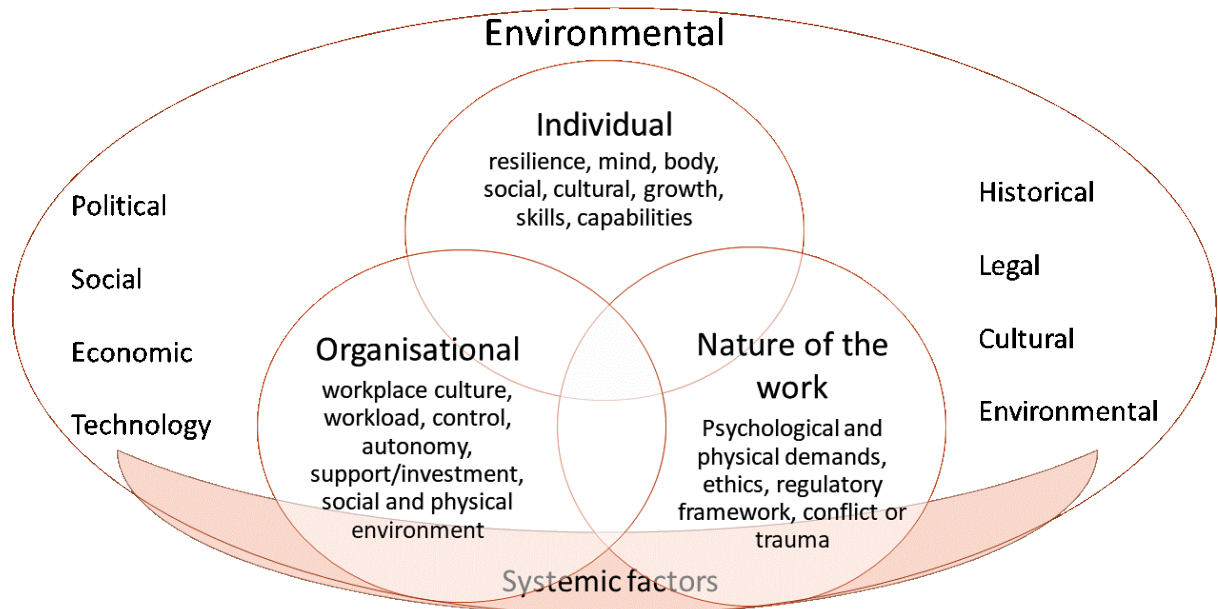 Environmental
Individual
resilience, mind, body,
social, cultural, growth,
skills, capabilities
Political
Social
Economic
Technology
Historical
Legal
Cultural
Environmental
Organisational
workplace culture,
workload, control,
autonomy,
support/investment,
social and physical
environment
Nature of the
work
Psychological and
physical demands,
ethics, regulatory
framework, conflict or
trauma
Systemic factors